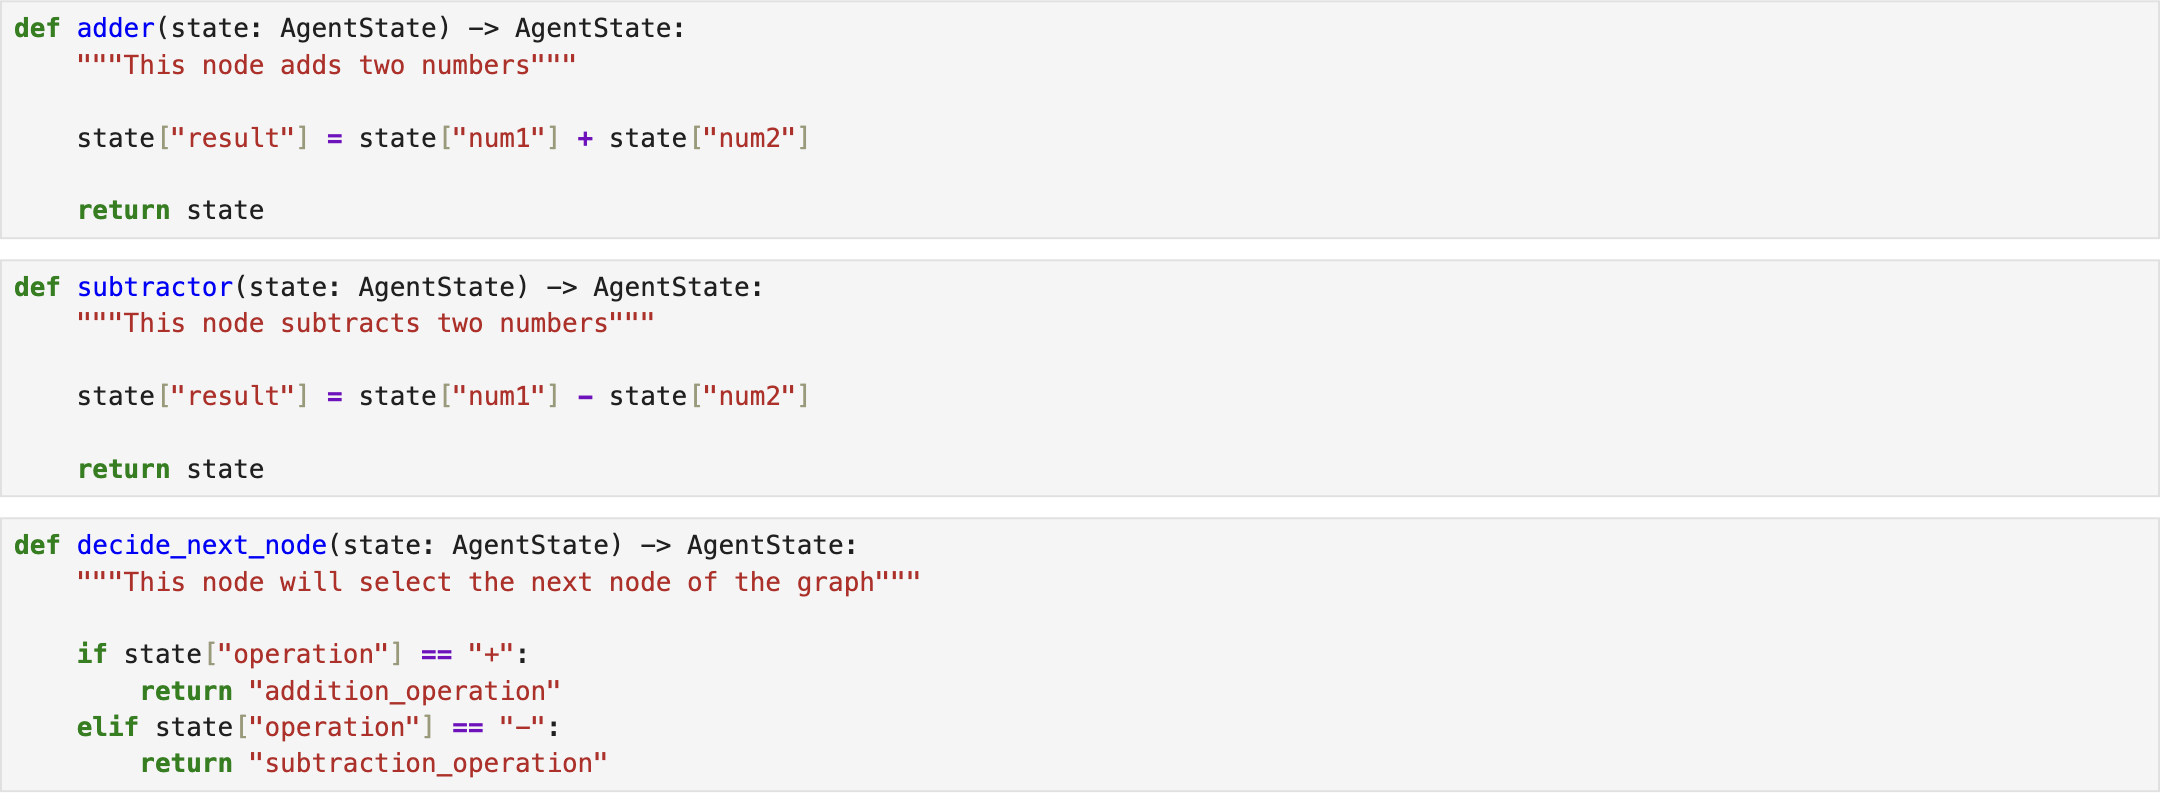 def adder(state: AgentState) -> AgentState:
    """This node adds two numbers"""
    state["result"] = state["num1"] + state["num2"]
    return state
def subtractor(state: AgentState) -> AgentState:
    """This node subtracts two numbers"""
    state["result"] = state["num1"] - state["num2"]
    return state
def decide_next_node(state: AgentState) -> AgentState:
    """This node will select the next node of the graph"""
    if state["operation"] == "+":
        return "addition_operation"
    elif state["operation"] == "-":
        return "subtraction_operation"